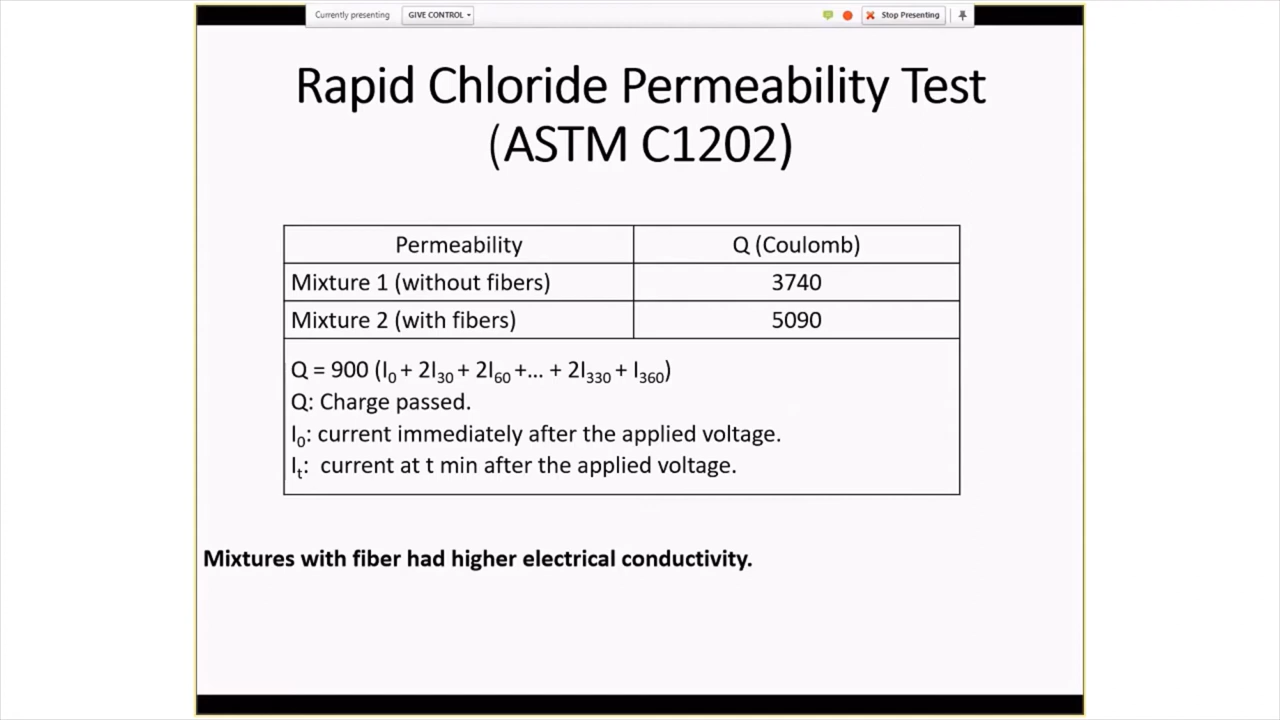 Currently presenting GIVE CONTROL Stop Presenting
Rapid Chloride Permeability Test
(ASTM C1202)
Permeability Q (Coulomb)
Mixture 1 (without fibers) 3740
Mixture 2 (with fibers) 5090
Q = 900 (I₀ + 2I₃₀ + 2I₆₀ +... + 2I₃₃₀ + I₃₆₀)
Q: Charge passed.
I₀: current immediately after the applied voltage.
Iₜ: current at t min after the applied voltage.
Mixtures with fiber had higher electrical conductivity.